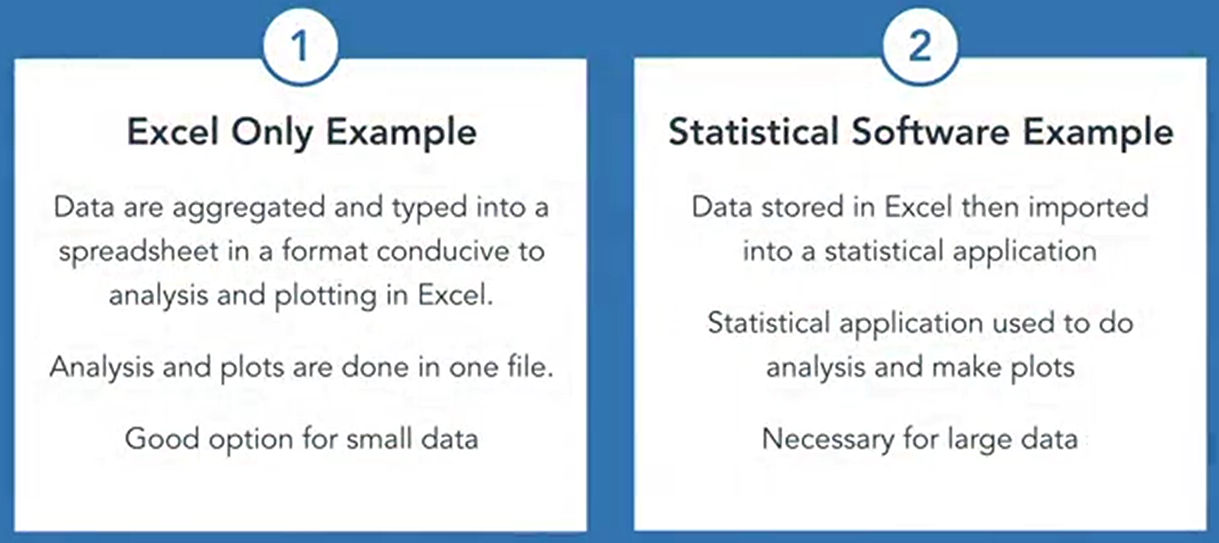 1
Excel Only Example
Data are aggregated and typed into a
spreadsheet in a format conducive to
analysis and plotting in Excel.
Analysis and plots are done in one file.
Good option for small data
2
Statistical Software Example
Data stored in Excel then imported
into a statistical application
Statistical application used to do
analysis and make plots
Necessary for large data